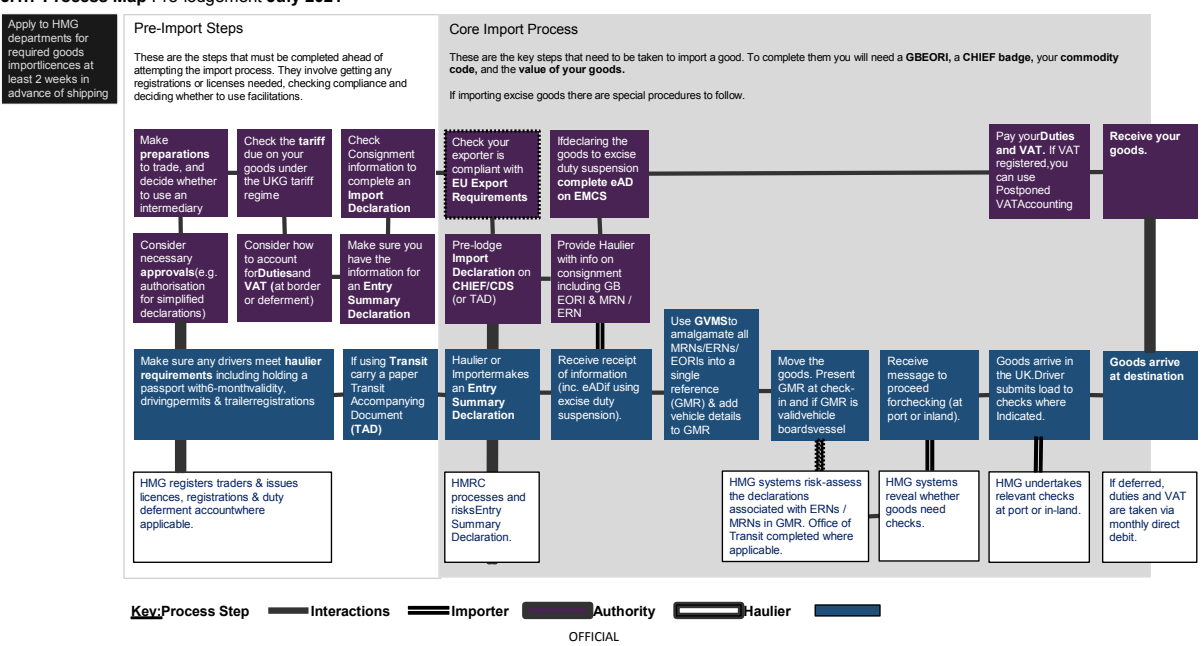 Apply to HMG
departments for
required goods
importlicences at
least 2 weeks in
advance of shipping
Pre-Import Steps
These are the steps that must be completed ahead of
attempting the import process. They involve getting any
registrations or licenses needed, checking compliance and
deciding whether to use facilitations.
Core Import Process
These are the key steps that need to be taken to import a good. To complete them you will need a GBEORI, a CHIEF badge, your commodity
code, and the value of your goods.
If importing excise goods there are special procedures to follow.
Make
preparations
to trade, and
decide whether
to use an
intermediary
Check the tariff
due on your
goods under
the UKG tariff
regime
Check
Consignment
information to
complete an
Import
Declaration
Check your
exporter is
compliant with
EU Export
Requirements
Ifdeclaring the
goods to excise
duty suspension
complete eAD
on EMCS
Pay yourDuties
and VAT. If VAT
registered,you
can use
Postponed
VATAccounting
Receive your
goods.
Consider
necessary
approvals(e.g.
authorisation
for simplified
declarations)
Consider how
to account
forDutiesand
VAT (at border
or deferment)
Make sure you
have the
information for
an Entry
Summary
Declaration
Pre-lodge
Import
Declaration on
CHIEF/CDS
(or TAD)
Provide Haulier
with info on
consignment
including GB
EORI & MRN /
ERN
Make sure any drivers meet haulier
requirements including holding a
passport with6-monthvalidity,
drivingpermits & trailerregistrations
If using Transit
carry a paper
Transit
Accompanying
Document
(TAD)
Haulier or
Importermakes
an Entry
Summary
Declaration
Receive receipt
of information
(inc. eADif using
excise duty
suspension).
Use GVMSto
amalgamate all
MRNs/ERNs/
EORIs into a
single
reference
(GMR) & add
vehicle details
to GMR
Move the
goods. Present
GMR at check-
in and if GMR is
validvehicle
boardsvessel
Receive
message to
proceed
forchecking (at
port or inland).
Goods arrive in
the UK.Driver
submits load to
checks where
Indicated.
Goods arrive
at destination
HMG registers traders & issues
licences, registrations & duty
deferment accountwhere
applicable.
HMRC
processes and
risksEntry
Summary
Declaration.
HMG systems risk-assess
the declarations
associated with ERNs /
MRNs in GMR. Office of
Transit completed where
applicable.
HMG systems
reveal whether
goods need
checks.
HMG undertakes
relevant checks
at port or in-land.
If deferred,
duties and VAT
are taken via
monthly direct
debit.
Key:Process Step Interactions Importer Authority Haulier
OFFICIAL